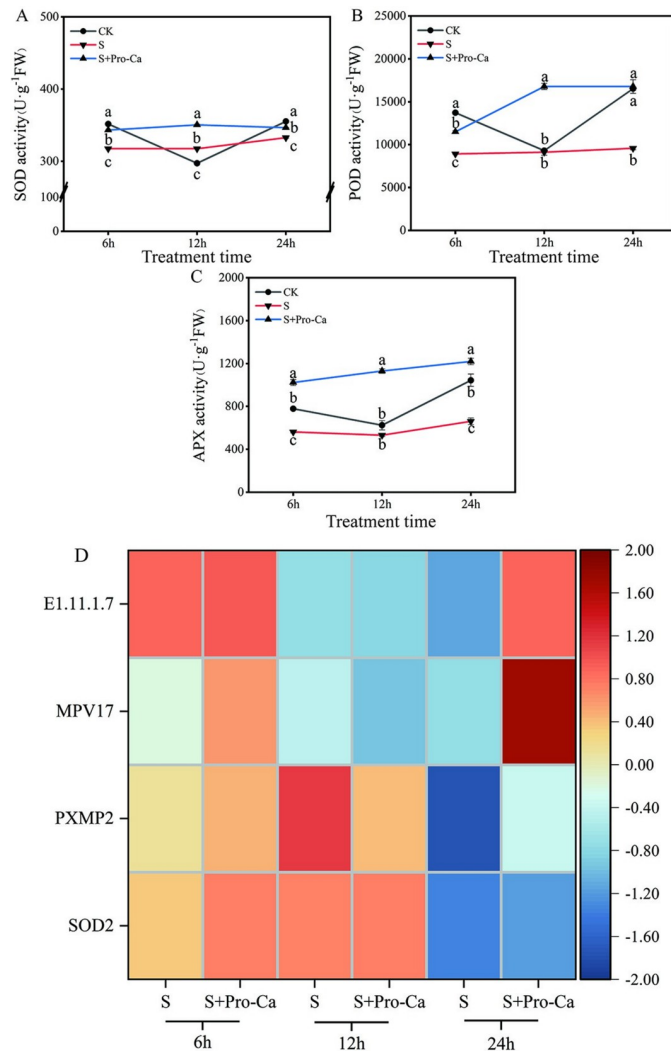 A
500
400
300
100
0
SOD activity(U·g⁻¹FW)
CK
S
S+Pro-Ca
a
b
c
a
b
c
a
b
c
6h
12h
24h
Treatment time
B
25000
20000
15000
10000
5000
0
POD activity(U·g⁻¹FW)
CK
S
S+Pro-Ca
a
b
c
a
b
b
a
a
b
6h
12h
24h
Treatment time
C
2000
1600
1200
800
400
0
APX activity(U·g⁻¹FW)
CK
S
S+Pro-Ca
a
b
c
a
b
b
a
b
c
6h
12h
24h
Treatment time
D
E1.11.1.7
MPV17
PXMP2
SOD2
2.00
1.60
1.20
0.80
0.40
0.00
-0.40
-0.80
-1.20
-1.60
-2.00
S S+Pro-Ca S S+Pro-Ca S S+Pro-Ca
6h 12h 24h